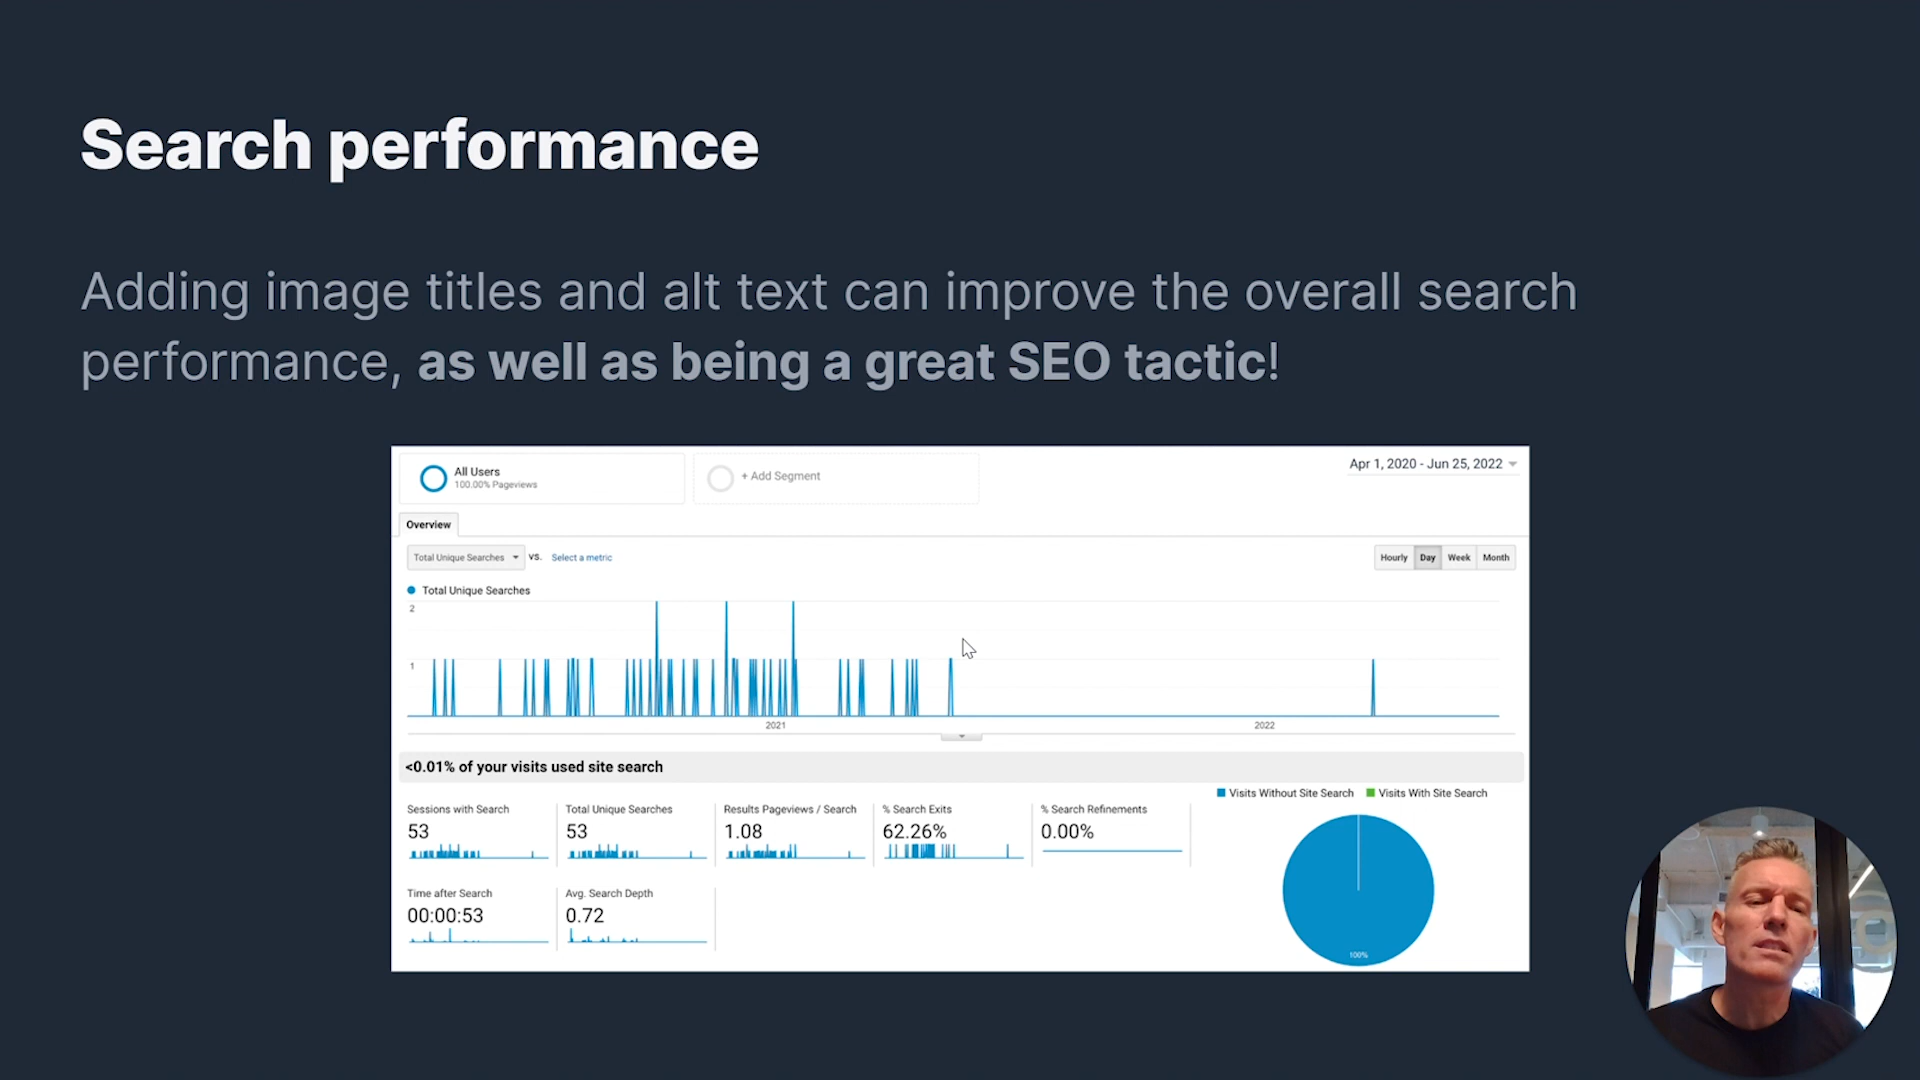 Search performance
Adding image titles and alt text can improve the overall search
performance, as well as being a great SEO tactic!
All Users
100.00% Pageviews
+ Add Segment
Apr 1, 2020 - Jun 25, 2022
Overview
Total Unique Searches
vs.
Select a metric
Hourly
Day
Week
Month
Total Unique Searches
2
1
2021
2022
<0.01% of your visits used site search
Sessions with Search
53
Total Unique Searches
53
Results Pageviews / Search
1.08
% Search Exits
62.26%
% Search Refinements
0.00%
Visits Without Site Search
Visits With Site Search
Time after Search
00:00:53
Avg. Search Depth
0.72
100%